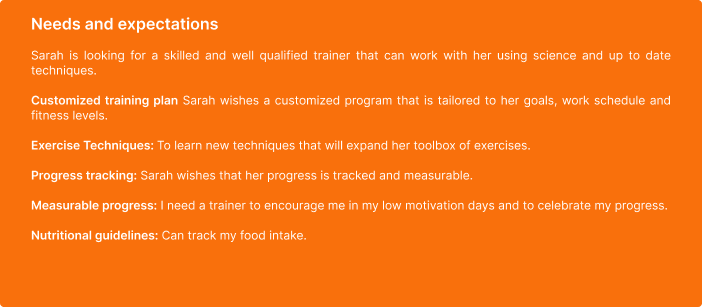 Needs and expectations
Sarah is looking for a skilled and well qualified trainer that can work with her using science and up to date
techniques.
Customized training plan Sarah wishes a customized program that is tailored to her goals, work schedule and
fitness levels.
Exercise Techniques: To learn new techniques that will expand her toolbox of exercises.
Progress tracking: Sarah wishes that her progress is tracked and measurable.
Measurable progress: I need a trainer to encourage me in my low motivation days and to celebrate my progress.
Nutritional guidelines: Can track my food intake.